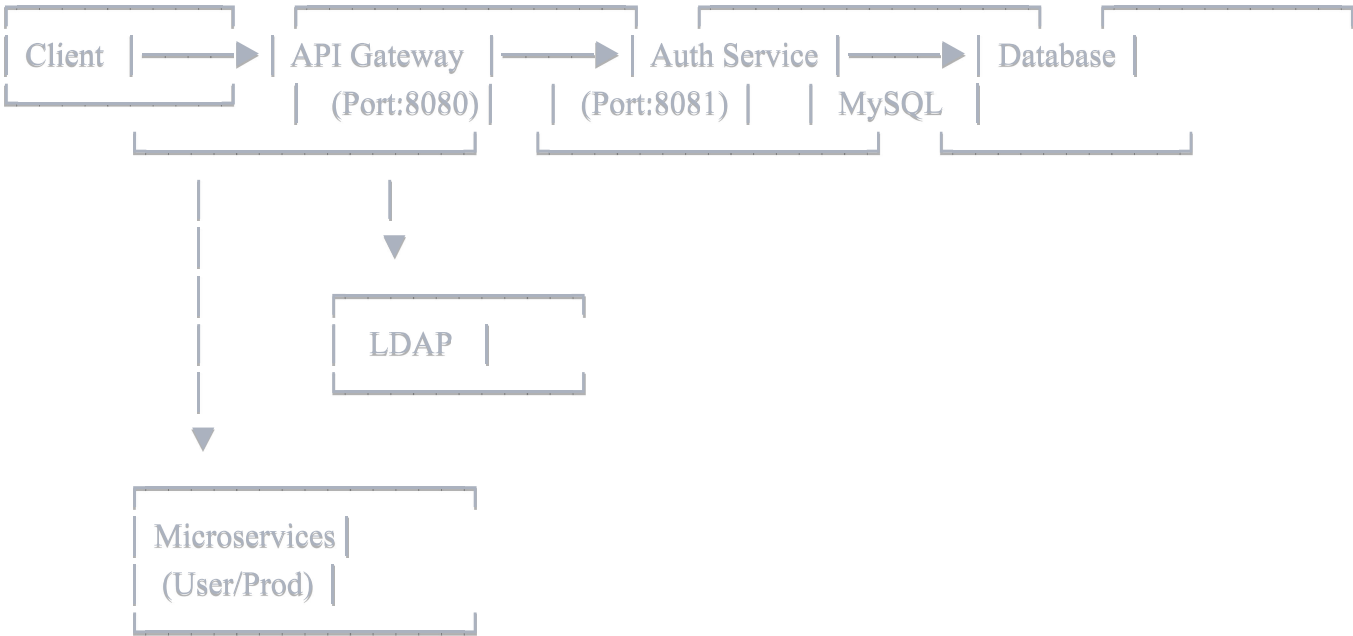 Client API Gateway Auth Service Database
(Port:8080) (Port:8081) MySQL
LDAP
Microservices
(User/Prod)